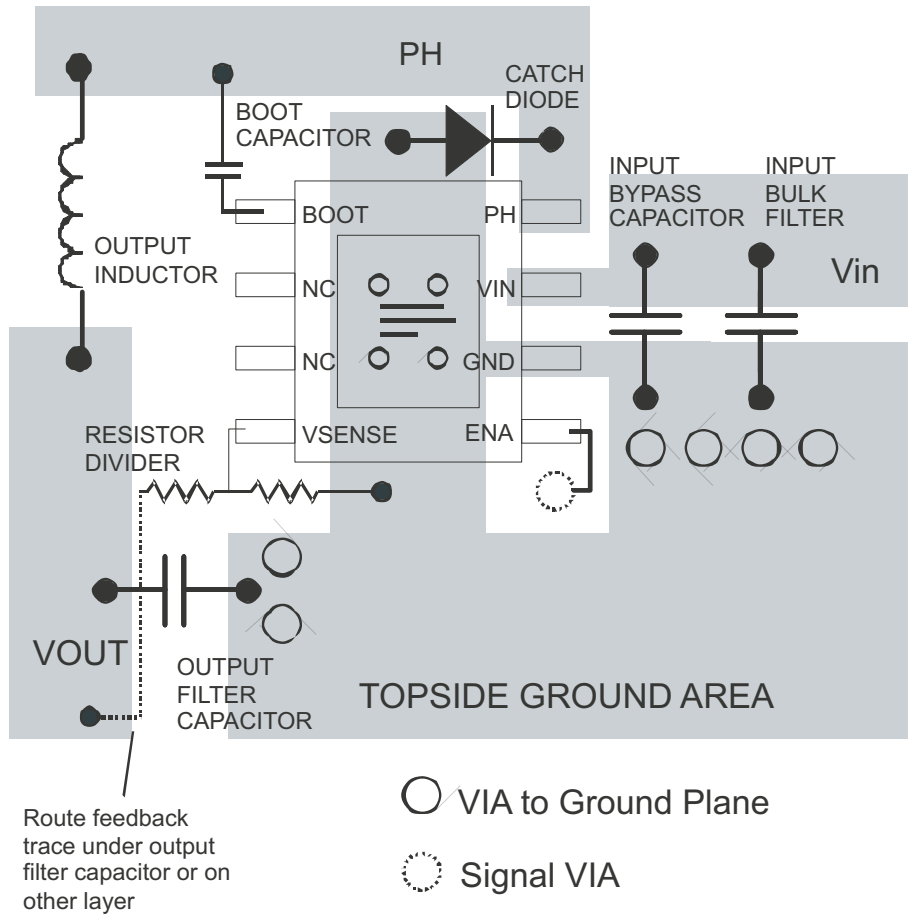 PH
CATCH
DIODE
BOOT
CAPACITOR
INPUT
BYPASS
CAPACITOR
INPUT
BULK
FILTER
OUTPUT
INDUCTOR
BOOT
PH
NC
VIN
Vin
NC
GND
VSENSE
ENA
RESISTOR
DIVIDER
VOUT
OUTPUT
FILTER
CAPACITOR
TOPSIDE GROUND AREA
Route feedback
trace under output
filter capacitor or on
other layer
VIA to Ground Plane
Signal VIA